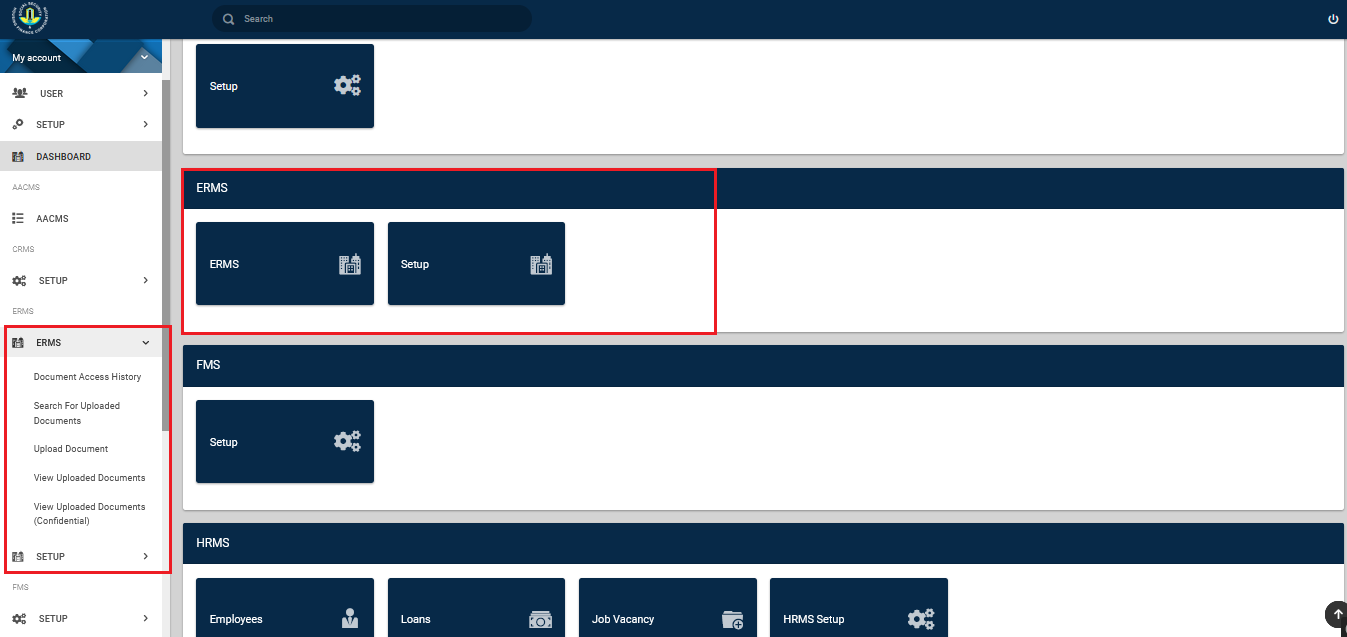 Search
My account
USER
SETUP
DASHBOARD
AACMS
AACMS
CRMS
SETUP
ERMS
ERMS
Document Access History
Search For Uploaded
Documents
Upload Document
View Uploaded Documents
View Uploaded Documents
(Confidential)
SETUP
FMS
SETUP
Setup
ERMS
ERMS
Setup
FMS
Setup
HRMS
Employees
Loans
Job Vacancy
HRMS Setup